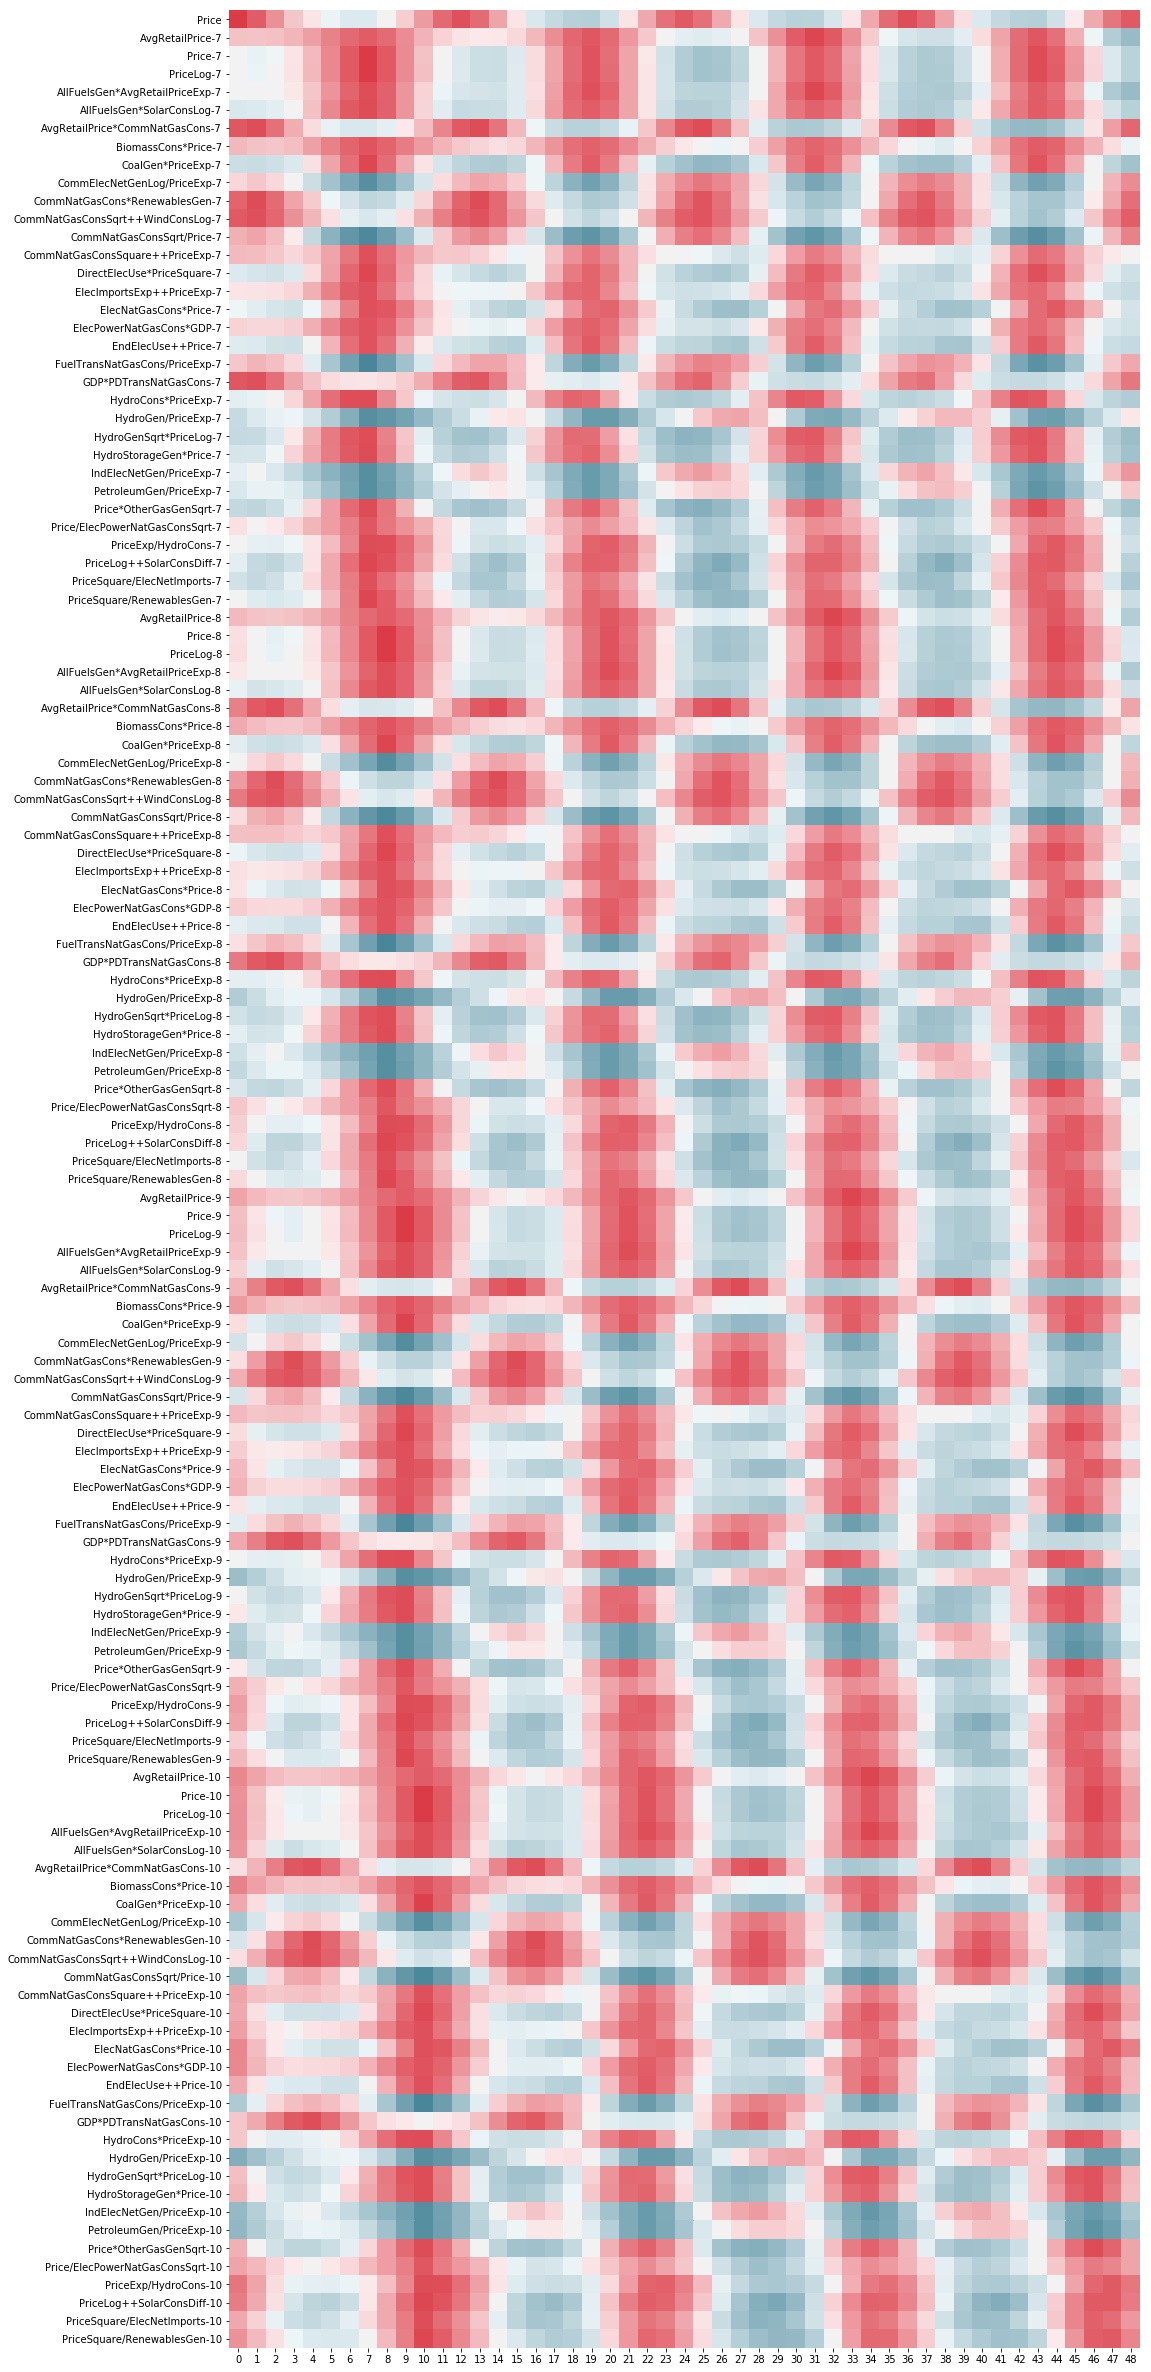 Price
AvgRetailPrice-7
Price-7
PriceLog-7
AllFuelsGen*AvgRetailPriceExp-7
AllFuelsGen*SolarConsLog-7
AvgRetailPrice*CommNatGasCons-7
BiomassCons*Price-7
CoalGen*PriceExp-7
CommElecNetGenLog/PriceExp-7
CommNatGasCons*RenewablesGen-7
CommNatGasConsSqrt++WindConsLog-7
CommNatGasConsSqrt/Price-7
CommNatGasConsSquare++PriceExp-7
DirectElecUse*PriceSquare-7
ElecImportsExp++PriceExp-7
ElecNatGasCons*Price-7
ElecPowerNatGasCons*GDP-7
EndElecUse++Price-7
FuelTransNatGasCons/PriceExp-7
GDP*PDTransNatGasCons-7
HydroCons*PriceExp-7
HydroGen/PriceExp-7
HydroGenSqrt*PriceLog-7
HydroStorageGen*Price-7
IndElecNetGen/PriceExp-7
PetroleumGen/PriceExp-7
Price*OtherGasGenSqrt-7
Price/ElecPowerNatGasConsSqrt-7
PriceExp/HydroCons-7
PriceLog++SolarConsDiff-7
PriceSquare/ElecNetImports-7
PriceSquare/RenewablesGen-7
AvgRetailPrice-8
Price-8
PriceLog-8
AllFuelsGen*AvgRetailPriceExp-8
AllFuelsGen*SolarConsLog-8
AvgRetailPrice*CommNatGasCons-8
BiomassCons*Price-8
CoalGen*PriceExp-8
CommElecNetGenLog/PriceExp-8
CommNatGasCons*RenewablesGen-8
CommNatGasConsSqrt++WindConsLog-8
CommNatGasConsSqrt/Price-8
CommNatGasConsSquare++PriceExp-8
DirectElecUse*PriceSquare-8
ElecImportsExp++PriceExp-8
ElecNatGasCons*Price-8
ElecPowerNatGasCons*GDP-8
EndElecUse++Price-8
FuelTransNatGasCons/PriceExp-8
GDP*PDTransNatGasCons-8
HydroCons*PriceExp-8
HydroGen/PriceExp-8
HydroGenSqrt*PriceLog-8
HydroStorageGen*Price-8
IndElecNetGen/PriceExp-8
PetroleumGen/PriceExp-8
Price*OtherGasGenSqrt-8
Price/ElecPowerNatGasConsSqrt-8
PriceExp/HydroCons-8
PriceLog++SolarConsDiff-8
PriceSquare/ElecNetImports-8
PriceSquare/RenewablesGen-8
AvgRetailPrice-9
Price-9
PriceLog-9
AllFuelsGen*AvgRetailPriceExp-9
AllFuelsGen*SolarConsLog-9
AvgRetailPrice*CommNatGasCons-9
BiomassCons*Price-9
CoalGen*PriceExp-9
CommElecNetGenLog/PriceExp-9
CommNatGasCons*RenewablesGen-9
CommNatGasConsSqrt++WindConsLog-9
CommNatGasConsSqrt/Price-9
CommNatGasConsSquare++PriceExp-9
DirectElecUse*PriceSquare-9
ElecImportsExp++PriceExp-9
ElecNatGasCons*Price-9
ElecPowerNatGasCons*GDP-9
EndElecUse++Price-9
FuelTransNatGasCons/PriceExp-9
GDP*PDTransNatGasCons-9
HydroCons*PriceExp-9
HydroGen/PriceExp-9
HydroGenSqrt*PriceLog-9
HydroStorageGen*Price-9
IndElecNetGen/PriceExp-9
PetroleumGen/PriceExp-9
Price*OtherGasGenSqrt-9
Price/ElecPowerNatGasConsSqrt-9
PriceExp/HydroCons-9
PriceLog++SolarConsDiff-9
PriceSquare/ElecNetImports-9
PriceSquare/RenewablesGen-9
AvgRetailPrice-10
Price-10
PriceLog-10
AllFuelsGen*AvgRetailPriceExp-10
AllFuelsGen*SolarConsLog-10
AvgRetailPrice*CommNatGasCons-10
BiomassCons*Price-10
CoalGen*PriceExp-10
CommElecNetGenLog/PriceExp-10
CommNatGasCons*RenewablesGen-10
CommNatGasConsSqrt++WindConsLog-10
CommNatGasConsSqrt/Price-10
CommNatGasConsSquare++PriceExp-10
DirectElecUse*PriceSquare-10
ElecImportsExp++PriceExp-10
ElecNatGasCons*Price-10
ElecPowerNatGasCons*GDP-10
EndElecUse++Price-10
FuelTransNatGasCons/PriceExp-10
GDP*PDTransNatGasCons-10
HydroCons*PriceExp-10
HydroGen/PriceExp-10
HydroGenSqrt*PriceLog-10
HydroStorageGen*Price-10
IndElecNetGen/PriceExp-10
PetroleumGen/PriceExp-10
Price*OtherGasGenSqrt-10
Price/ElecPowerNatGasConsSqrt-10
PriceExp/HydroCons-10
PriceLog++SolarConsDiff-10
PriceSquare/ElecNetImports-10
PriceSquare/RenewablesGen-10
0 1 2 3 4 5 6 7 8 9 10 11 12 13 14 15 16 17 18 19 20 21 22 23 24 25 26 27 28 29 30 31 32 33 34 35 36 37 38 39 40 41 42 43 44 45 46 47 48